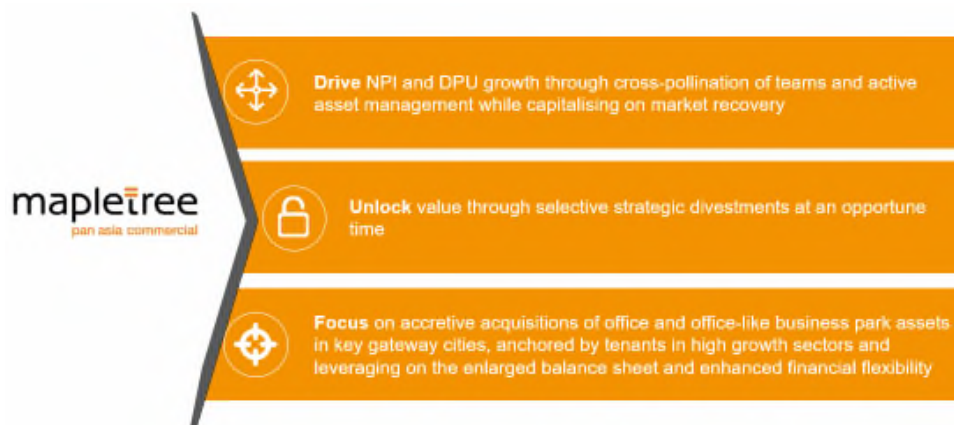 mapletree
pan asia commercial
Drive NPI and DPU growth through cross-pollination of teams and active
asset management while capitalising on market recovery
Unlock value through selective strategic divestments at an opportune
time
Focus on accretive acquisitions of office and office-like business park assets
in key gateway cities, anchored by tenants in high growth sectors and
leveraging on the enlarged balance sheet and enhanced financial flexibility